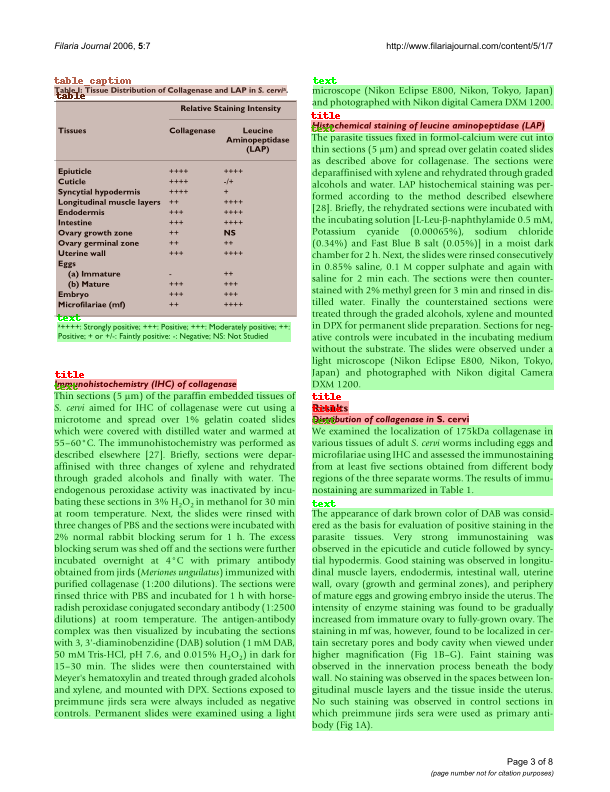 Filaria Journal 2006, 5:7
http://www.filariajournal.com/content/5/1/7
table_caption
Table 1: Tissue Distribution of Collagenase and LAP in S. cervi*.
table
Relative Staining Intensity
Tissues Collagenase Leucine Aminopeptidase (LAP)
Epiuticle ++++ ++++
Cuticle ++++ -/+
Syncytial hypodermis ++++ +
Longitudinal muscle layers ++ ++++
Endodermis +++ ++++
Intestine +++ ++++
Ovary growth zone ++ NS
Ovary germinal zone ++ ++
Uterine wall +++ ++++
Eggs
(a) Immature - ++
(b) Mature +++ +++
Embryo +++ +++
Microfilariae (mf) ++ ++++
text
*++++; Strongly positive; +++: Positive; +++: Moderately positive; ++:
Positive; + or +/-: Faintly positive: -: Negative; NS: Not Studied
title
Immunohistochemistry (IHC) of collagenase
text
Thin sections (5 μm) of the paraffin embedded tissues of
S. cervi aimed for IHC of collagenase were cut using a
microtome and spread over 1% gelatin coated slides
which were covered with distilled water and warmed at
55–60°C. The immunohistochemistry was performed as
described elsewhere [27]. Briefly, sections were depar-
affinised with three changes of xylene and rehydrated
through graded alcohols and finally with water. The
endogenous peroxidase activity was inactivated by incu-
bating these sections in 3% H2O2 in methanol for 30 min
at room temperature. Next, the slides were rinsed with
three changes of PBS and the sections were incubated with
2% normal rabbit blocking serum for 1 h. The excess
blocking serum was shed off and the sections were further
incubated overnight at 4°C with primary antibody
obtained from jirds (Meriones unguilatus) immunized with
purified collagenase (1:200 dilutions). The sections were
rinsed thrice with PBS and incubated for 1 h with horse-
radish peroxidase conjugated secondary antibody (1:2500
dilutions) at room temperature. The antigen-antibody
complex was then visualized by incubating the sections
with 3, 3'-diaminobenzidine (DAB) solution (1 mM DAB,
50 mM Tris-HCl, pH 7.6, and 0.015% H2O2) in dark for
15–30 min. The slides were then counterstained with
Meyer's hematoxylin and treated through graded alcohols
and xylene, and mounted with DPX. Sections exposed to
preimmune jirds sera were always included as negative
controls. Permanent slides were examined using a light
text
microscope (Nikon Eclipse E800, Nikon, Tokyo, Japan)
and photographed with Nikon digital Camera DXM 1200.
title
Histochemical staining of leucine aminopeptidase (LAP)
text
The parasite tissues fixed in formol-calcium were cut into
thin sections (5 μm) and spread over gelatin coated slides
as described above for collagenase. The sections were
deparaffinised with xylene and rehydrated through graded
alcohols and water. LAP histochemical staining was per-
formed according to the method described elsewhere
[28]. Briefly, the rehydrated sections were incubated with
the incubating solution [L-Leu-β-naphthylamide 0.5 mM,
Potassium cyanide (0.00065%), sodium chloride
(0.34%) and Fast Blue B salt (0.05%)] in a moist dark
chamber for 2 h. Next, the slides were rinsed consecutively
in 0.85% saline, 0.1 M copper sulphate and again with
saline for 2 min each. The sections were then counter-
stained with 2% methyl green for 3 min and rinsed in dis-
tilled water. Finally the counterstained sections were
treated through the graded alcohols, xylene and mounted
in DPX for permanent slide preparation. Sections for neg-
ative controls were incubated in the incubating medium
without the substrate. The slides were observed under a
light microscope (Nikon Eclipse E800, Nikon, Tokyo,
Japan) and photographed with Nikon digital Camera
DXM 1200.
title
Results
title
Distribution of collagenase in S. cervi
text
We examined the localization of 175kDa collagenase in
various tissues of adult S. cervi worms including eggs and
microfilariae using IHC and assessed the immunostaining
from at least five sections obtained from different body
regions of the three separate worms. The results of immu-
nostaining are summarized in Table 1.
text
The appearance of dark brown color of DAB was consid-
ered as the basis for evaluation of positive staining in the
parasite tissues. Very strong immunostaining was
observed in the epicuticle and cuticle followed by syncy-
tial hypodermis. Good staining was observed in longitu-
dinal muscle layers, endodermis, intestinal wall, uterine
wall, ovary (growth and germinal zones), and periphery
of mature eggs and growing embryo inside the uterus. The
intensity of enzyme staining was found to be gradually
increased from immature ovary to fully-grown ovary. The
staining in mf was, however, found to be localized in cer-
tain secretary pores and body cavity when viewed under
higher magnification (Fig 1B–G). Faint staining was
observed in the innervation process beneath the body
wall. No staining was observed in the spaces between lon-
gitudinal muscle layers and the tissue inside the uterus.
No such staining was observed in control sections in
which preimmune jirds sera were used as primary anti-
body (Fig 1A).
Page 3 of 8
(page number not for citation purposes)